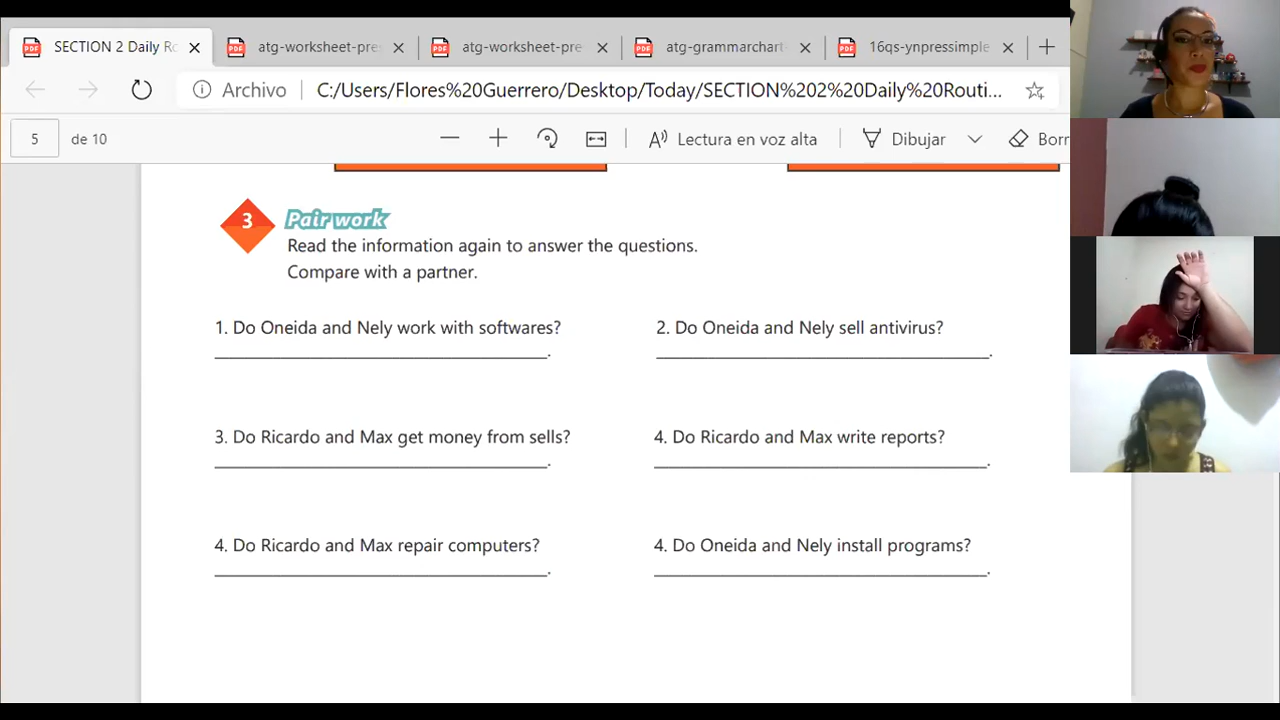 SECTION 2 Daily Ro
atg-worksheet-pres
atg-worksheet-pre
atg-grammarchart
16qs-ynpressimple
Archivo
C:/Users/Flores%20Guerrero/Desktop/Today/SECTION%202%20Daily%20Routi...
5
de 10
Lectura en voz alta
Dibujar
Borr
3
Pair work
Read the information again to answer the questions.
Compare with a partner.
1. Do Oneida and Nely work with softwares?
2. Do Oneida and Nely sell antivirus?
3. Do Ricardo and Max get money from sells?
4. Do Ricardo and Max write reports?
4. Do Ricardo and Max repair computers?
4. Do Oneida and Nely install programs?